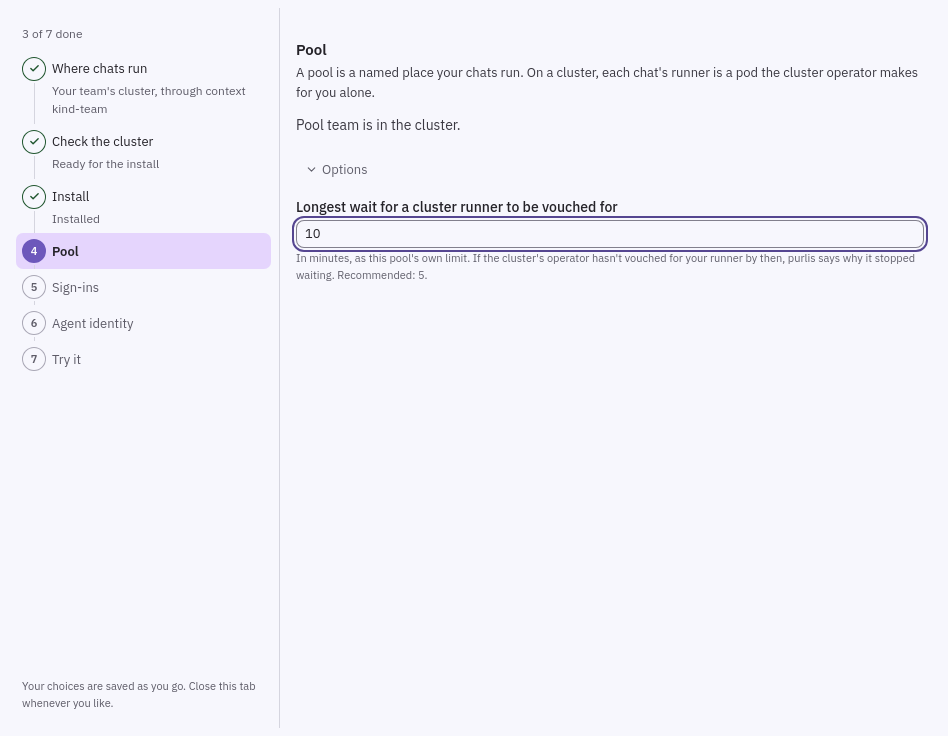 3 of 7 done
Where chats run
Your team's cluster, through context
kind-team
Check the cluster
Ready for the install
Install
Installed
4 Pool
5 Sign-ins
6 Agent identity
7 Try it
Your choices are saved as you go. Close this tab
whenever you like.
Pool
A pool is a named place your chats run. On a cluster, each chat's runner is a pod the cluster operator makes
for you alone.
Pool team is in the cluster.
Options
Longest wait for a cluster runner to be vouched for
10
In minutes, as this pool's own limit. If the cluster's operator hasn't vouched for your runner by then, purlis says why it stopped
waiting. Recommended: 5.